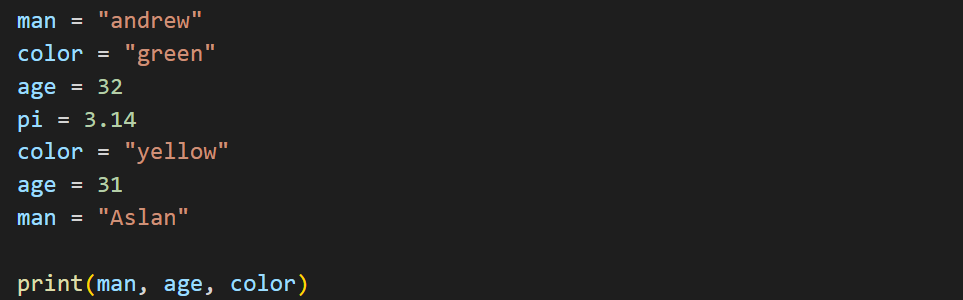 man = "andrew"
color = "green"
age = 32
pi = 3.14
color = "yellow"
age = 31
man = "Aslan"
print(man, age, color)